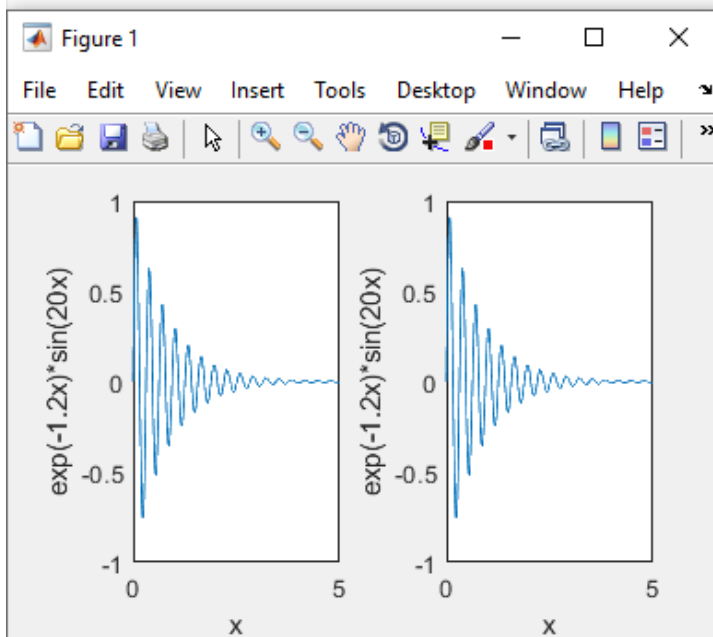 Figure 1
File Edit View Insert Tools Desktop Window Help
1 1
0.5 0.5
0 0
-0.5 -0.5
-1 -1
exp(-1.2x)*sin(20x) exp(-1.2x)*sin(20x)
0 5 0 5
x x